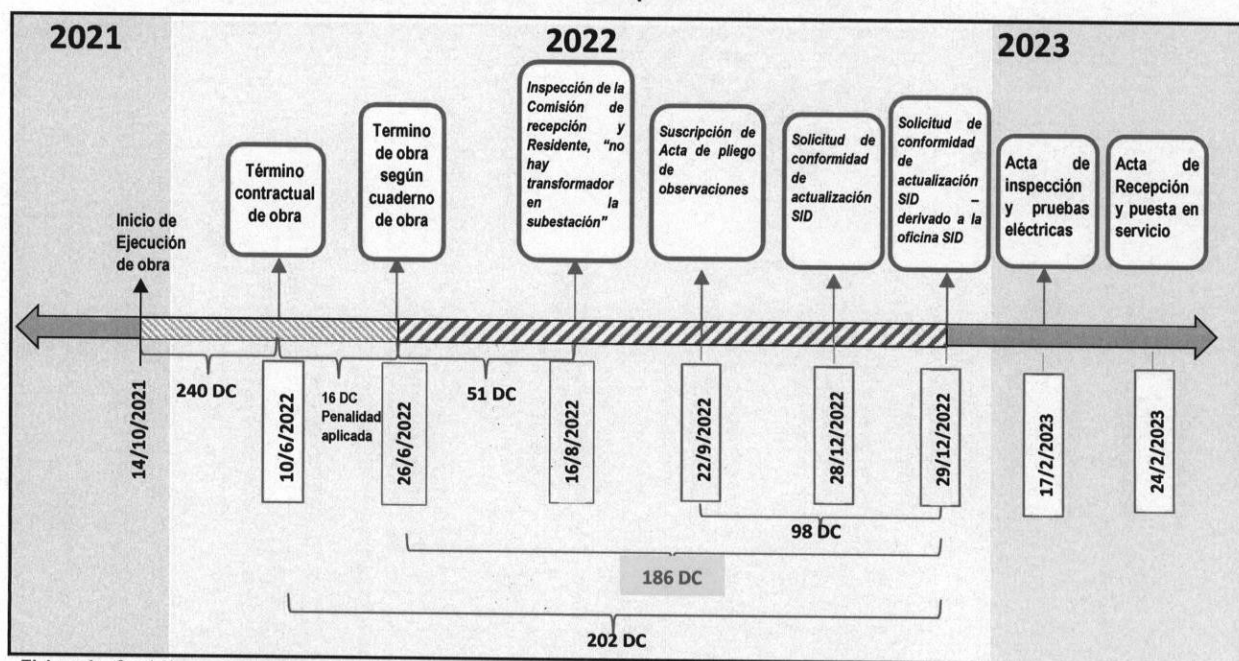 2021
2022
2023
Inicio de
Ejecución
de obra
Término
contractual
de obra
Termino
de obra
según
cuaderno
de obra
Inspección de la
Comisión de
recepción y
Residente, “no
hay
transformador
en la
subestación”
Suscripción de
Acta de pliego
de
observaciones
Solicitud de
conformidad
de
actualización
SID
Solicitud de
conformidad
de
actualización
SID –
derivado a la
oficina SID
Acta de
inspección
y pruebas
eléctricas
Acta de
Recepción
y puesta en
servicio
240 DC
16 DC
Penalidad
aplicada
51 DC
14/10/2021
10/6/2022
26/6/2022
16/8/2022
22/9/2022
28/12/2022
29/12/2022
17/2/2023
24/2/2023
98 DC
186 DC
202 DC